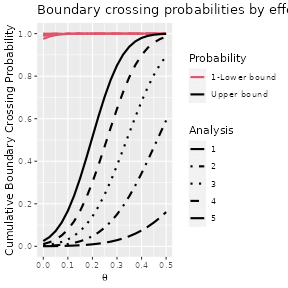 Boundary crossing probabilities by effe
Cumulative Boundary Crossing Probability
1.0
0.8
0.6
0.4
0.2
0.0
0.0 0.1 0.2 0.3 0.4 0.5
θ
Probability
1-Lower bound
Upper bound
Analysis
1
2
3
4
5